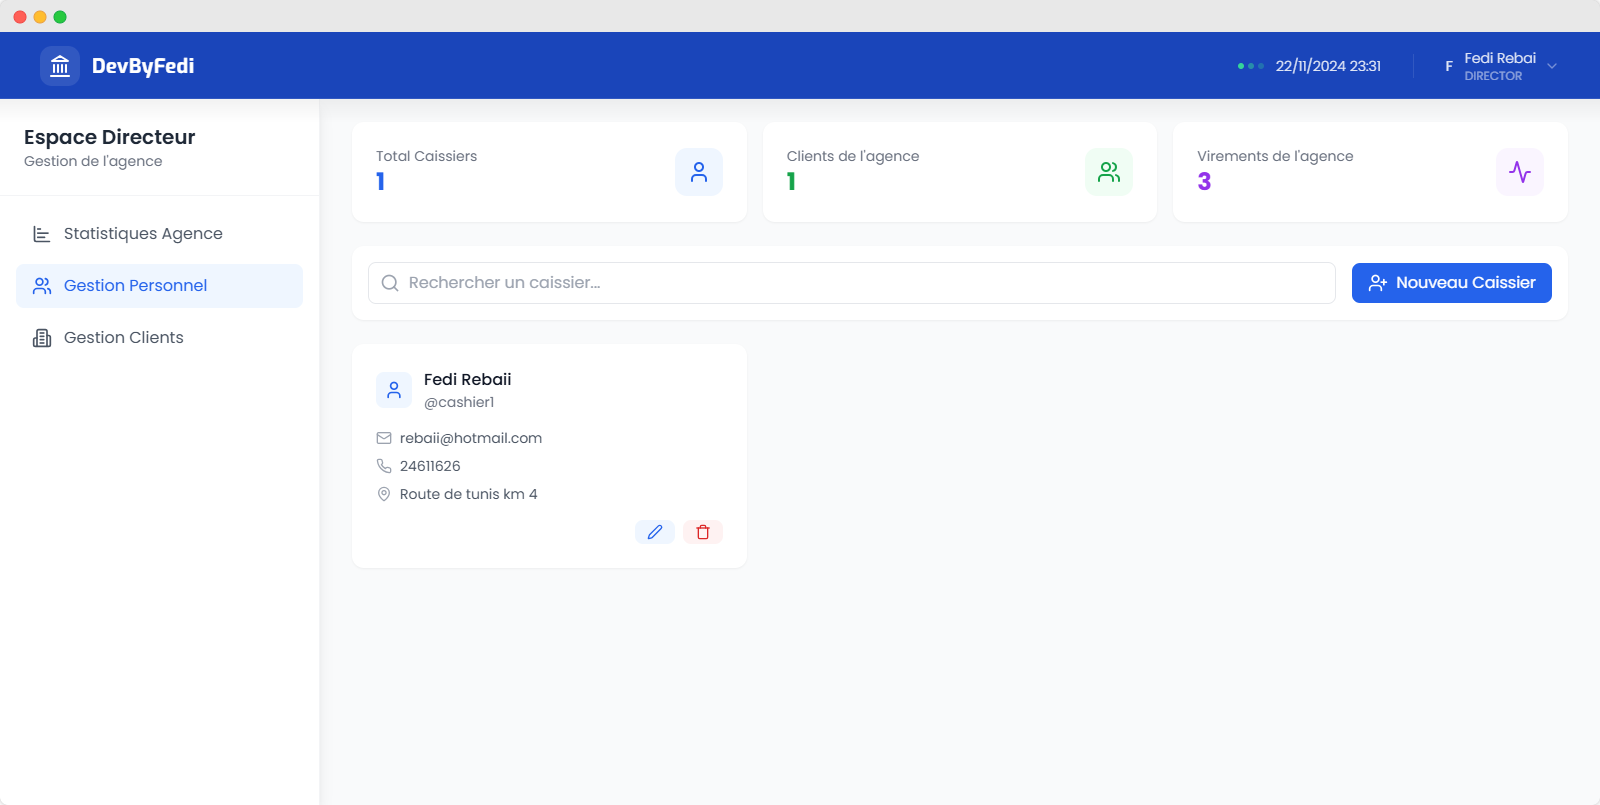 DevByFedi
22/11/2024 23:31
F
Fedi Rebai
DIRECTOR
Espace Directeur
Gestion de l'agence
Statistiques Agence
Gestion Personnel
Gestion Clients
Total Caissiers
1
Clients de l'agence
1
Virements de l'agence
3
Rechercher un caissier...
Nouveau Caissier
Fedi Rebaii
@cashier1
rebaii@hotmail.com
24611626
Route de tunis km 4